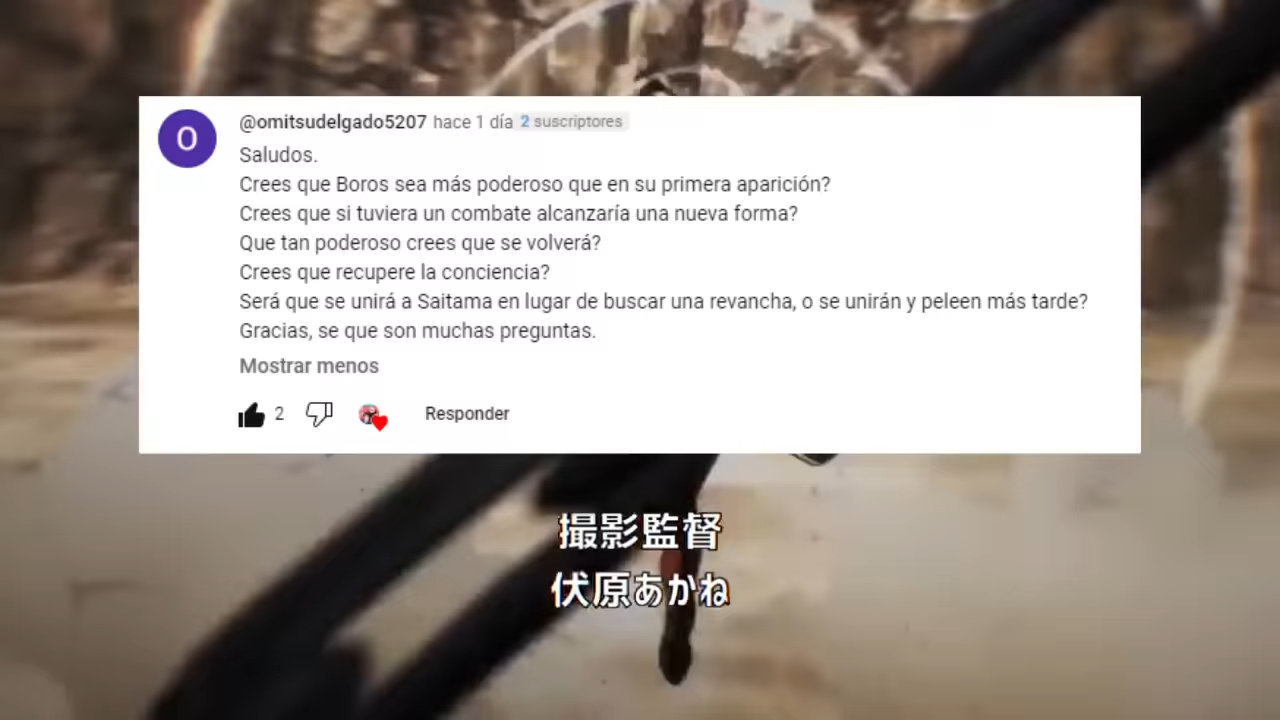 O
@omitsudelgado5207 hace 1 día 2 suscriptores
Saludos.
Crees que Boros sea más poderoso que en su primera aparición?
Crees que si tuviera un combate alcanzaría una nueva forma?
Que tan poderoso crees que se volverá?
Crees que recupere la conciencia?
Será que se unirá a Saitama en lugar de buscar una revancha, o se unirán y peleen más tarde?
Gracias, se que son muchas preguntas.
Mostrar menos
2 Responder
撮影監督
伏原あかね